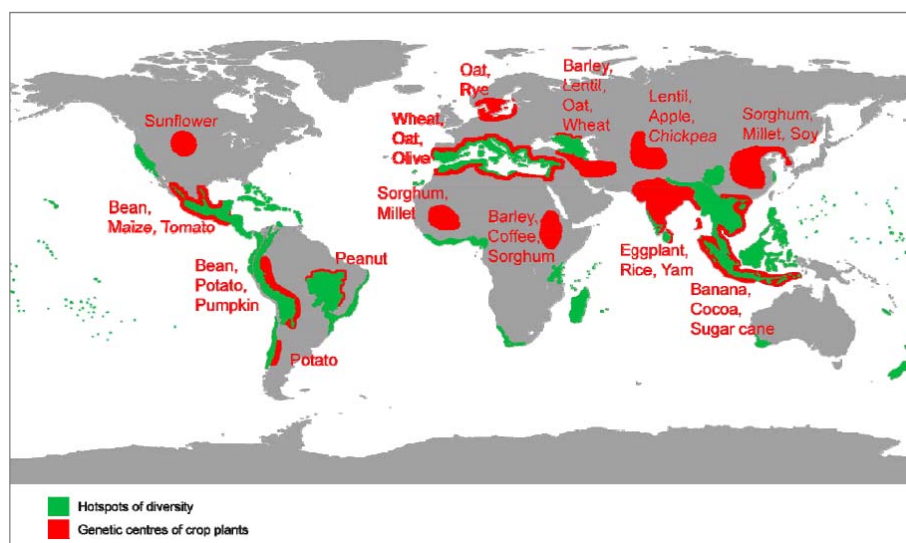 Sunflower
Bean,
Maize, Tomato
Bean,
Potato,
Pumpkin
Peanut
Potato
Oat,
Rye
Wheat,
Oat,
Olive
Barley,
Lentil,
Oat,
Wheat
Lentil,
Apple,
Chickpea
Sorghum,
Millet, Soy
Sorghum,
Millet
Barley,
Coffee,
Sorghum
Eggplant,
Rice, Yam
Banana,
Cocoa,
Sugar cane
Hotspots of diversity
Genetic centres of crop plants